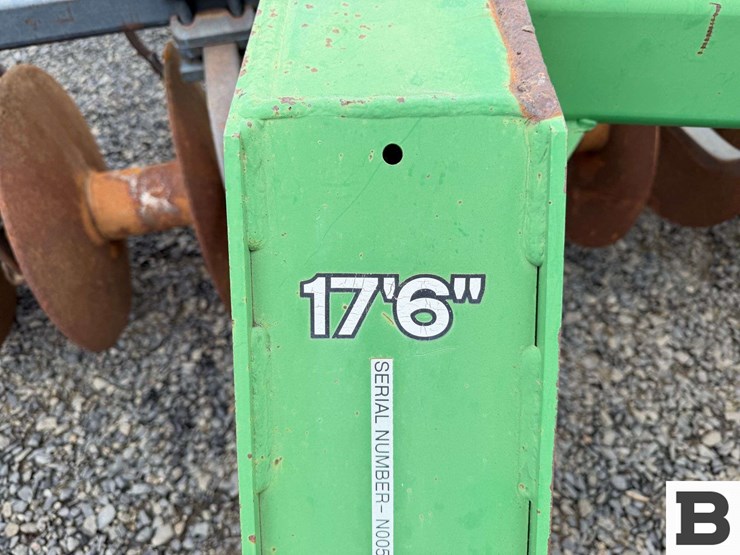 17'6"
SERIAL NUMBER- N005
B